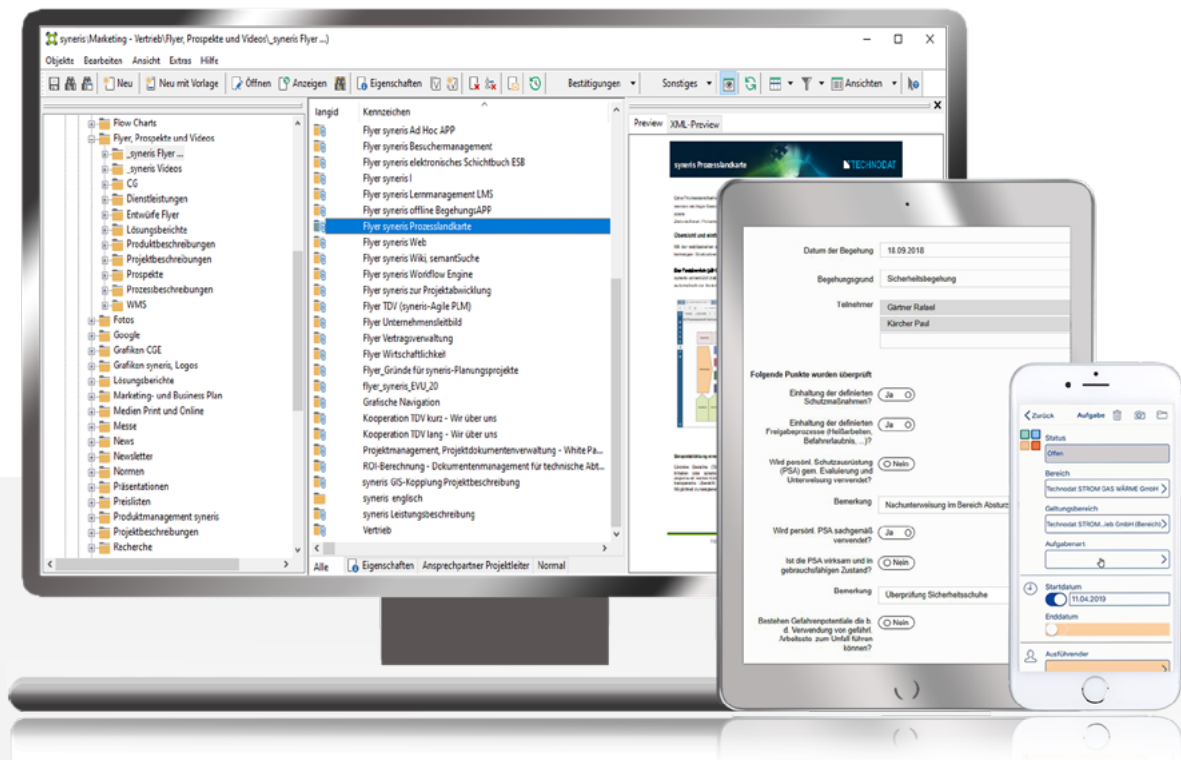 syneris\Marketing - Vertrieb\Flyer, Prospekte und Videos\_syneris Flyer ...)
Objekte Bearbeiten Ansicht Extras Hilfe
Neu Neu mit Vorlage Öffnen Anzeigen Eigenschaften Bestätigungen Sonstiges Ansichten
Flow Charts
Flyer, Prospekte und Videos
_syneris Flyer ...
_syneris Videos
CG
Dienstleistungen
Entwürfe Flyer
Lösungsberichte
Produktbeschreibungen
Projektbeschreibungen
Prospekte
Prozessbeschreibungen
WMS
Fotos
Google
Grafiken CGE
Grafiken syneris, Logos
Lösungsberichte
Marketing- und Business Plan
Medien Print und Online
Messe
News
Newsletter
Normen
Präsentationen
Preislisten
Produktmanagement syneris
Projektbeschreibungen
Recherche
langid Kennzeichen
Flyer syneris Ad Hoc APP
Flyer syneris Besuchermanagement
Flyer syneris elektronisches Schichtbuch ESB
Flyer syneris I
Flyer syneris Lernmanagement LMS
Flyer syneris offline BegehungsAPP
Flyer syneris Prozesslandkarte
Flyer syneris Web
Flyer syneris Wiki, semantSuche
Flyer syneris Workflow Engine
Flyer syneris zur Projektabwicklung
Flyer TDV (syneris-Agile PLM)
Flyer Unternehmensleitbild
Flyer Vertragsverwaltung
Flyer Wirtschaftlichkeit
Flyer_Gründe für syneris-Planungsprojekte
flyer_syneris_EVU_20
Grafische Navigation
Kooperation TDV kurz - Wir über uns
Kooperation TDV lang - Wir über uns
Projektmanagement, Projektdokumentenverwaltung - White Pa...
ROI-Berechnung - Dokumentenmanagement für technische Abt...
syneris GIS-Kopplung Projektbeschreibung
syneris englisch
syneris Leistungsbeschreibung
Vertrieb
Alle Eigenschaften Ansprechpartner Projektleiter Normal
Preview XML-Preview
syneris Prozesslandkarte TECHNODAT
Datum der Begehung 18.09.2018
Begehungsgrund Sicherheitsbegehung
Teilnehmer Gärtner Rafael
Kärcher Paul
Folgende Punkte wurden überprüft
Einhaltung der definierten
Schutzmaßnahmen? Ja
Einhaltung der definierten
Freigabeprozesse (Heißarbeiten,
Befahrerlaubnis, ...)? Ja
Wird persönl. Schutzausrüstung
(PSA) gem. Evaluierung und
Unterweisung verwendet? Nein
Bemerkung Nachunterweisung im Bereich Absturz
Wird persönl. PSA sachgemäß
verwendet? Ja
Ist die PSA wirksam und in
gebrauchsfähigen Zustand? Nein
Bemerkung Überprüfung Sicherheitsschuhe
Bestehen Gefahrenpotentiale die b.
d. Verwendung von gefährl.
Arbeitssto. zum Unfall führen
können? Nein
Zurück Aufgabe
Status
Offen
Bereich
Technodat STROM GAS WÄRME GmbH
Geltungsbereich
Technodat STROM...ieb GmbH (Bereich)
Aufgabenart
Startdatum
11.04.2019
Enddatum
Ausführender